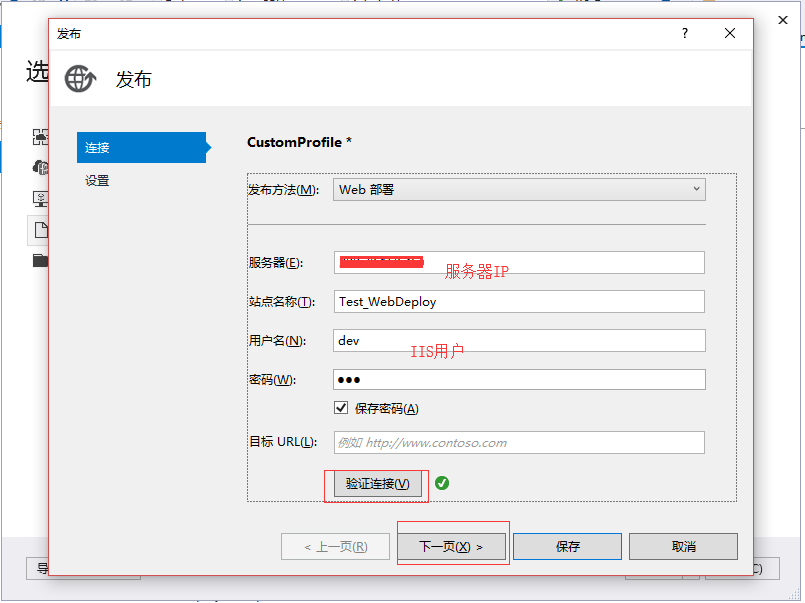 发布
?
选
发布
连接
设置
CustomProfile *
发布方法(M):
Web 部署
服务器(E):
服务器IP
站点名称(T):
Test_WebDeploy
用户名(N):
dev
IIS用户
密码(W):
●●●
保存密码(A)
目标 URL(L):
例如 http://www.contoso.com
验证连接(V)
< 上一页(R)
下一页(X) >
保存
取消
导
C)